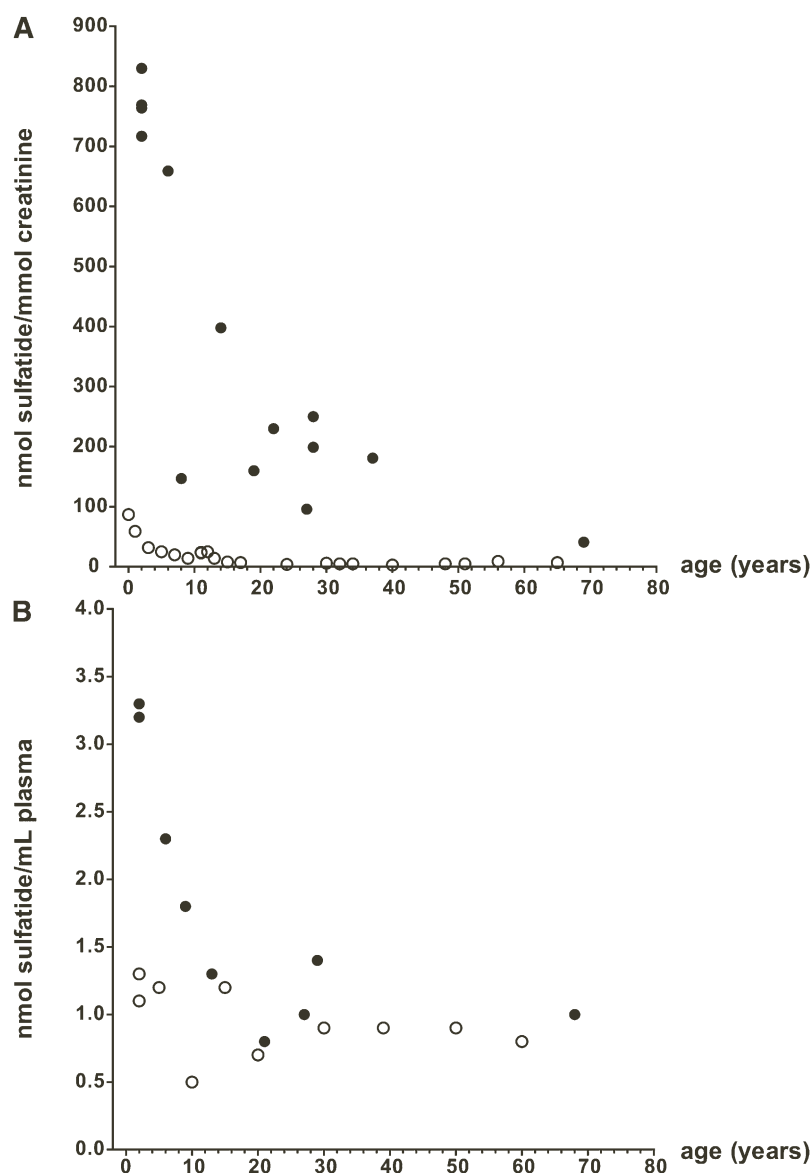 A
nmol sulfatide/mmol creatinine
900
800
700
600
500
400
300
200
100
0
0 10 20 30 40 50 60 70 80
age (years)
B
nmol sulfatide/mL plasma
4.0
3.5
3.0
2.5
2.0
1.5
1.0
0.5
0.0
0 10 20 30 40 50 60 70 80
age (years)